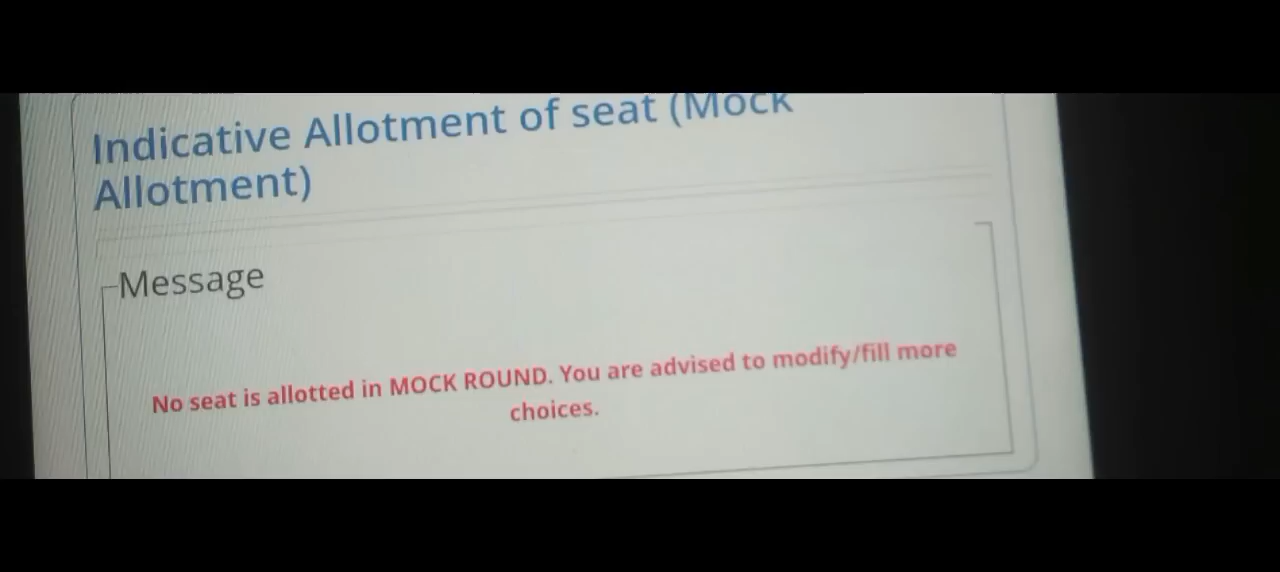 Indicative Allotment of seat (Mock
Allotment)
Message
No seat is allotted in MOCK ROUND. You are advised to modify/fill more
choices.